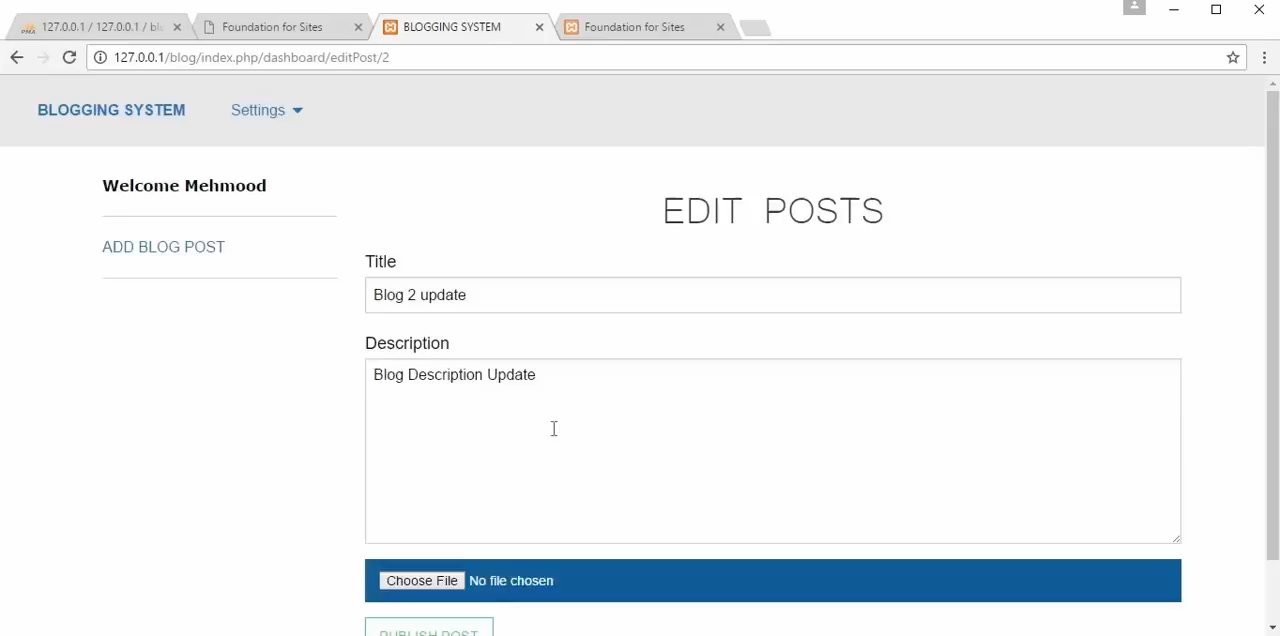 127.0.0.1 / 127.0.0.1 / bl
Foundation for Sites
BLOGGING SYSTEM
Foundation for Sites
127.0.0.1/blog/index.php/dashboard/editPost/2
BLOGGING SYSTEM
Settings
Welcome Mehmood
EDIT POSTS
ADD BLOG POST
Title
Blog 2 update
Description
Blog Description Update
Choose File No file chosen
PUBLISH POST